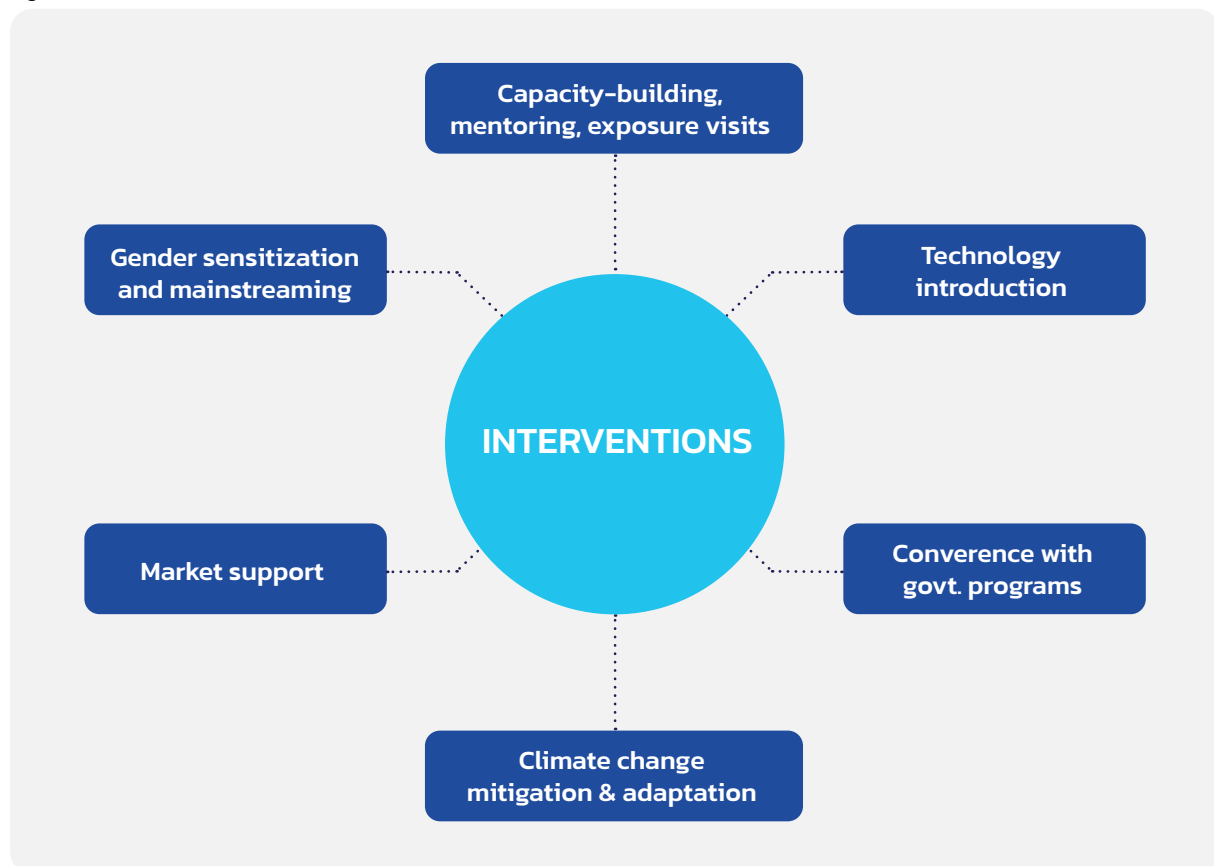 Capacity-building,
mentoring, exposure visits
Gender sensitization
and mainstreaming
Technology
introduction
INTERVENTIONS
Market support
Converence with
govt. programs
Climate change
mitigation & adaptation